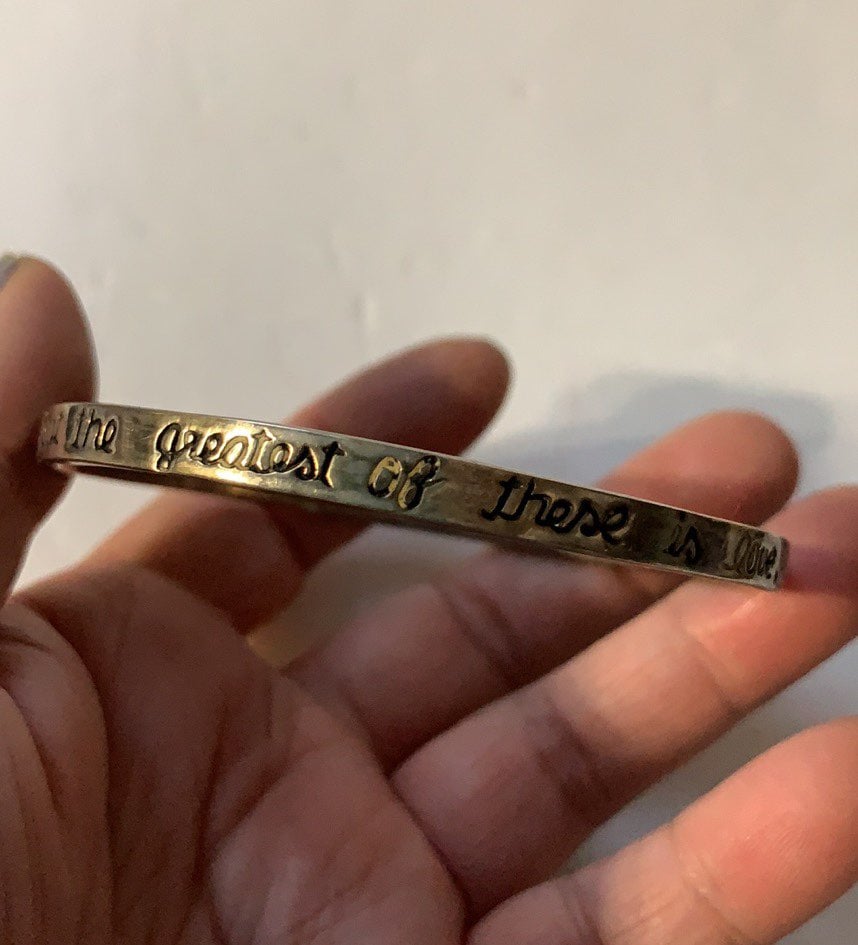 the greatest of these is love